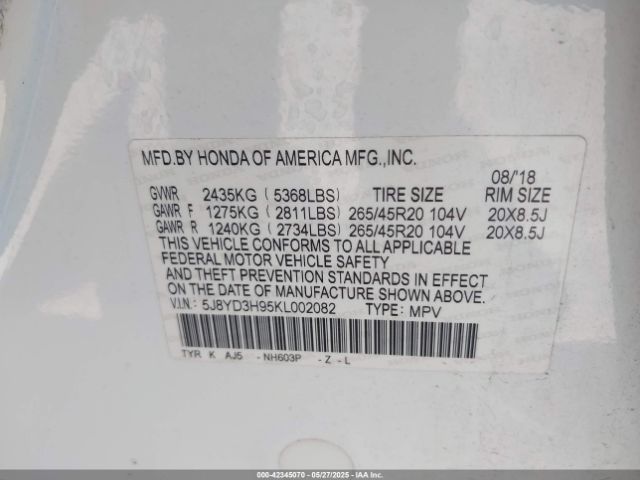 MFD.BY HONDA OF AMERICA MFG.,INC.
08/'18
GVWR 2435KG ( 5368LBS) TIRE SIZE RIM SIZE
GAWR F 1275KG ( 2811LBS) 265/45R20 104V 20X8.5J
GAWR R 1240KG ( 2734LBS) 265/45R20 104V 20X8.5J
THIS VEHICLE CONFORMS TO ALL APPLICABLE
FEDERAL MOTOR VEHICLE SAFETY
AND THEFT PREVENTION STANDARDS IN EFFECT
ON THE DATE OF MANUFACTURE SHOWN ABOVE.
V.I.N: 5J8YD3H95KL002082 TYPE: MPV
TYR K AJ5 - NH603P - Z - L
000-42345070 - 05/27/2025 - IAA Inc. - Copart